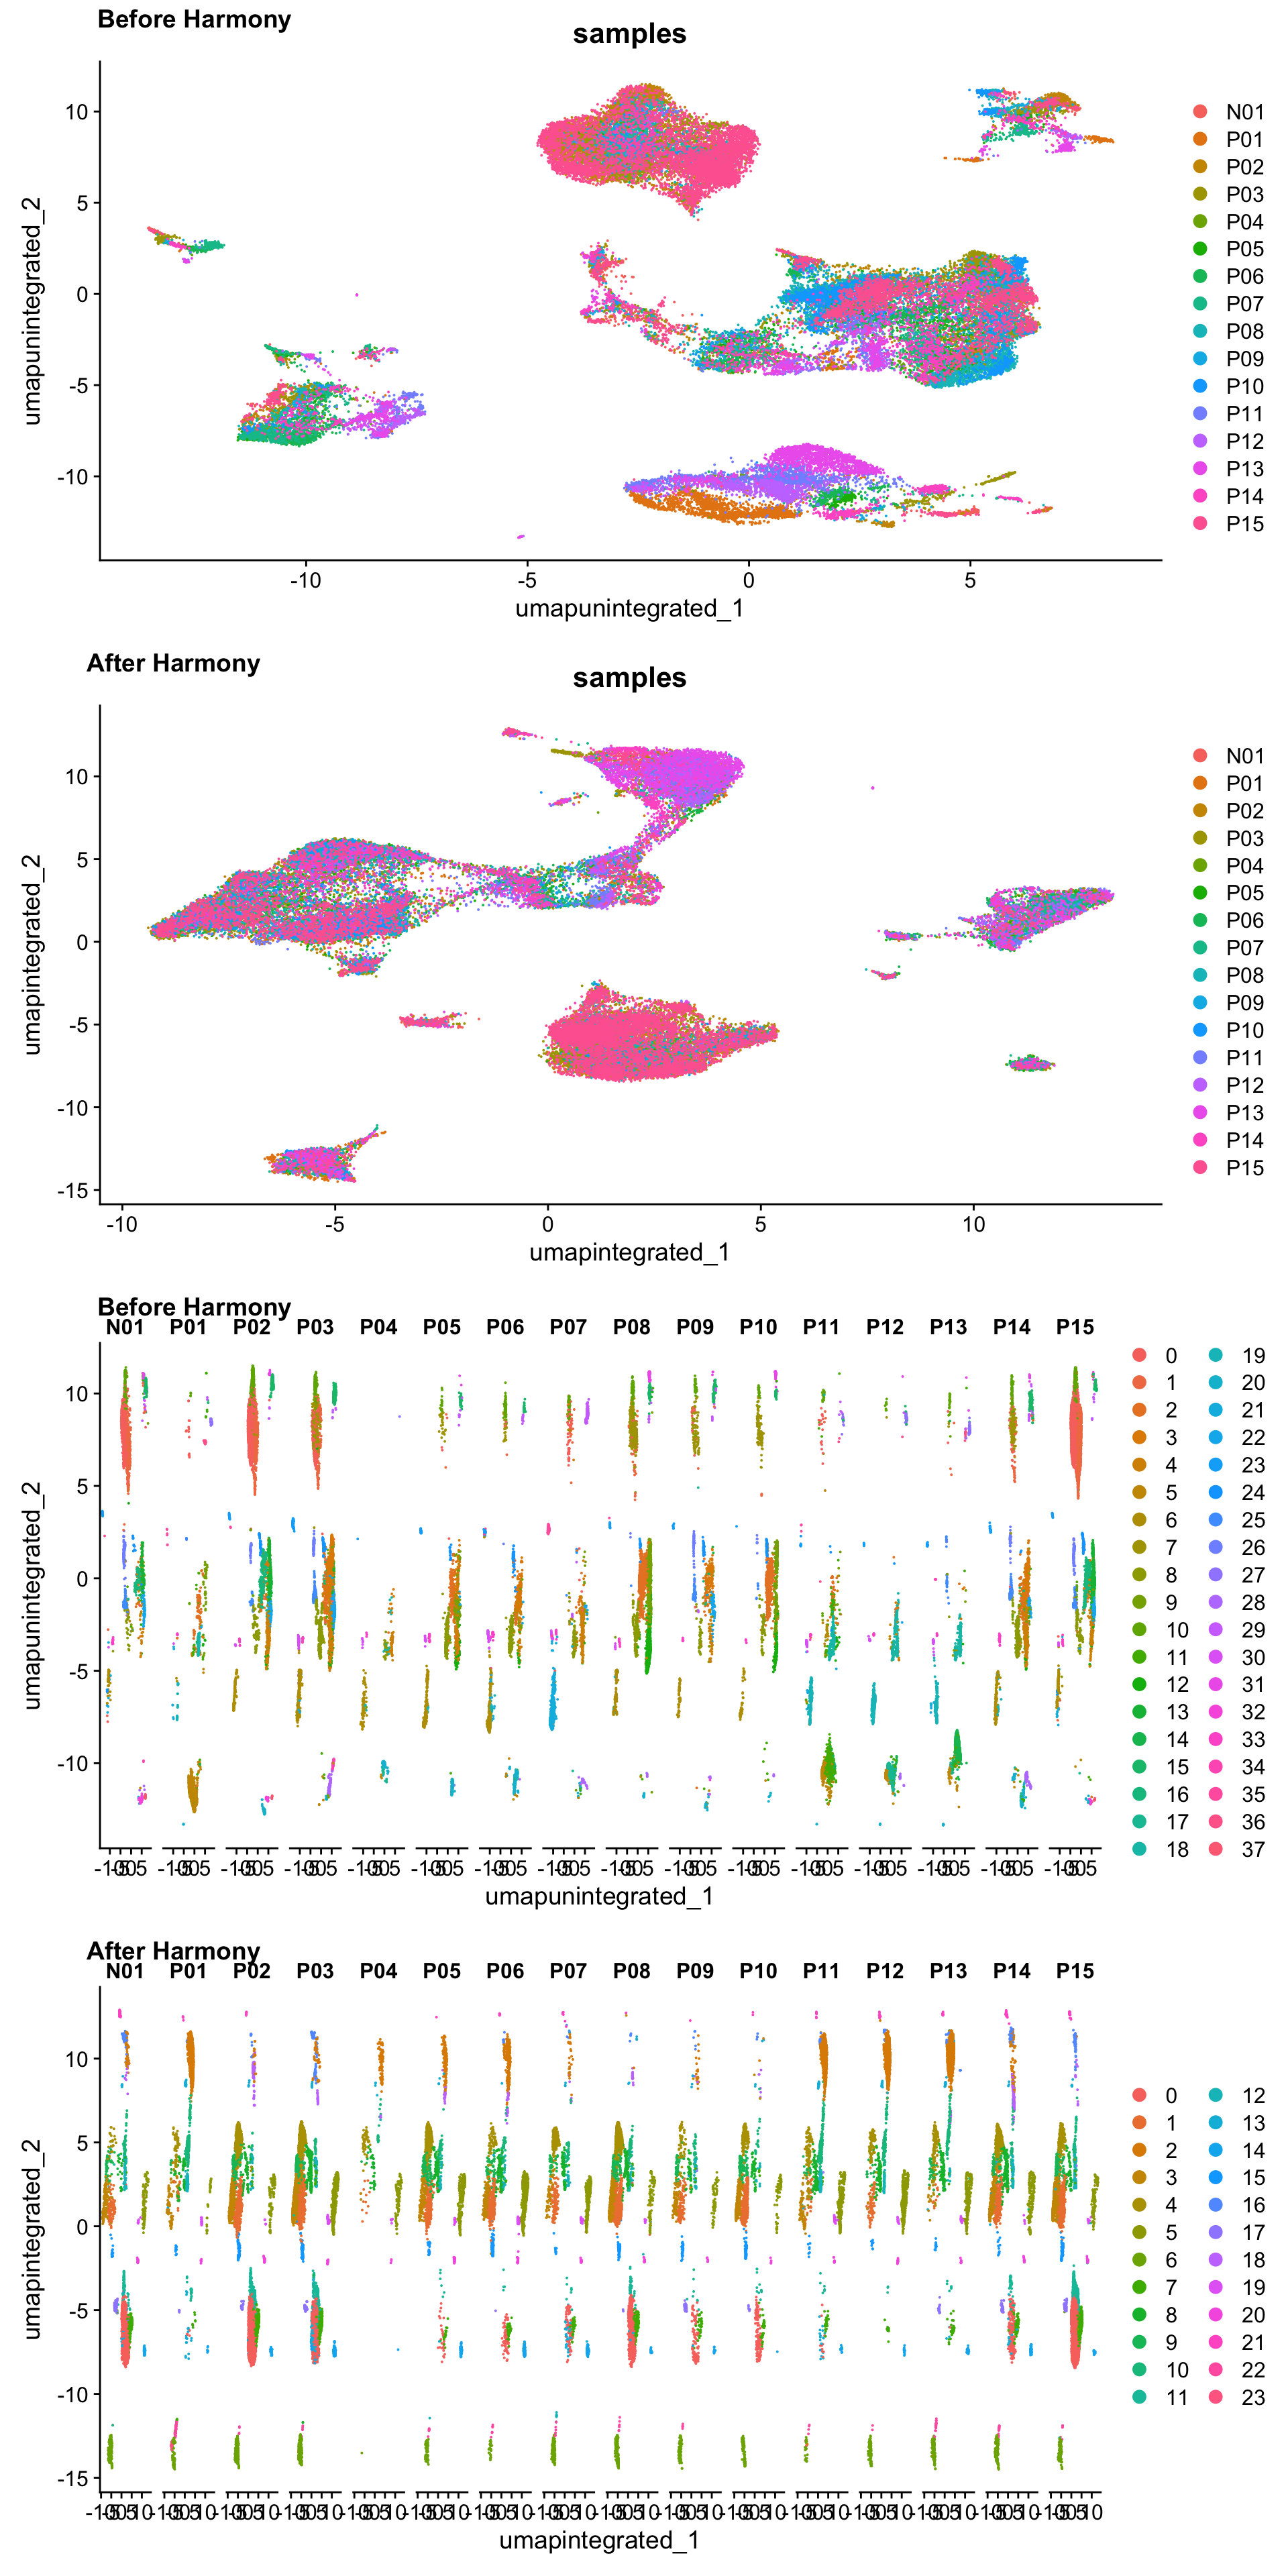 Before Harmony
samples
10
5
0
-5
-10
umapunintegrated_2
-10 -5 0 5
umapunintegrated_1
N01
P01
P02
P03
P04
P05
P06
P07
P08
P09
P10
P11
P12
P13
P14
P15
After Harmony
samples
10
5
0
-5
-10
-15
umapintegrated_2
-10 -5 0 5 10
umapintegrated_1
N01
P01
P02
P03
P04
P05
P06
P07
P08
P09
P10
P11
P12
P13
P14
P15
Before Harmony
N01 P01 P02 P03 P04 P05 P06 P07 P08 P09 P10 P11 P12 P13 P14 P15
10
5
0
-5
-10
umapunintegrated_2
umapunintegrated_1
0 19
1 20
2 21
3 22
4 23
5 24
6 25
7 26
8 27
9 28
10 29
11 30
12 31
13 32
14 33
15 34
16 35
17 36
18 37
After Harmony
N01 P01 P02 P03 P04 P05 P06 P07 P08 P09 P10 P11 P12 P13 P14 P15
10
5
0
-5
-10
-15
umapintegrated_2
umapintegrated_1
0 12
1 13
2 14
3 15
4 16
5 17
6 18
7 19
8 20
9 21
10 22
11 23